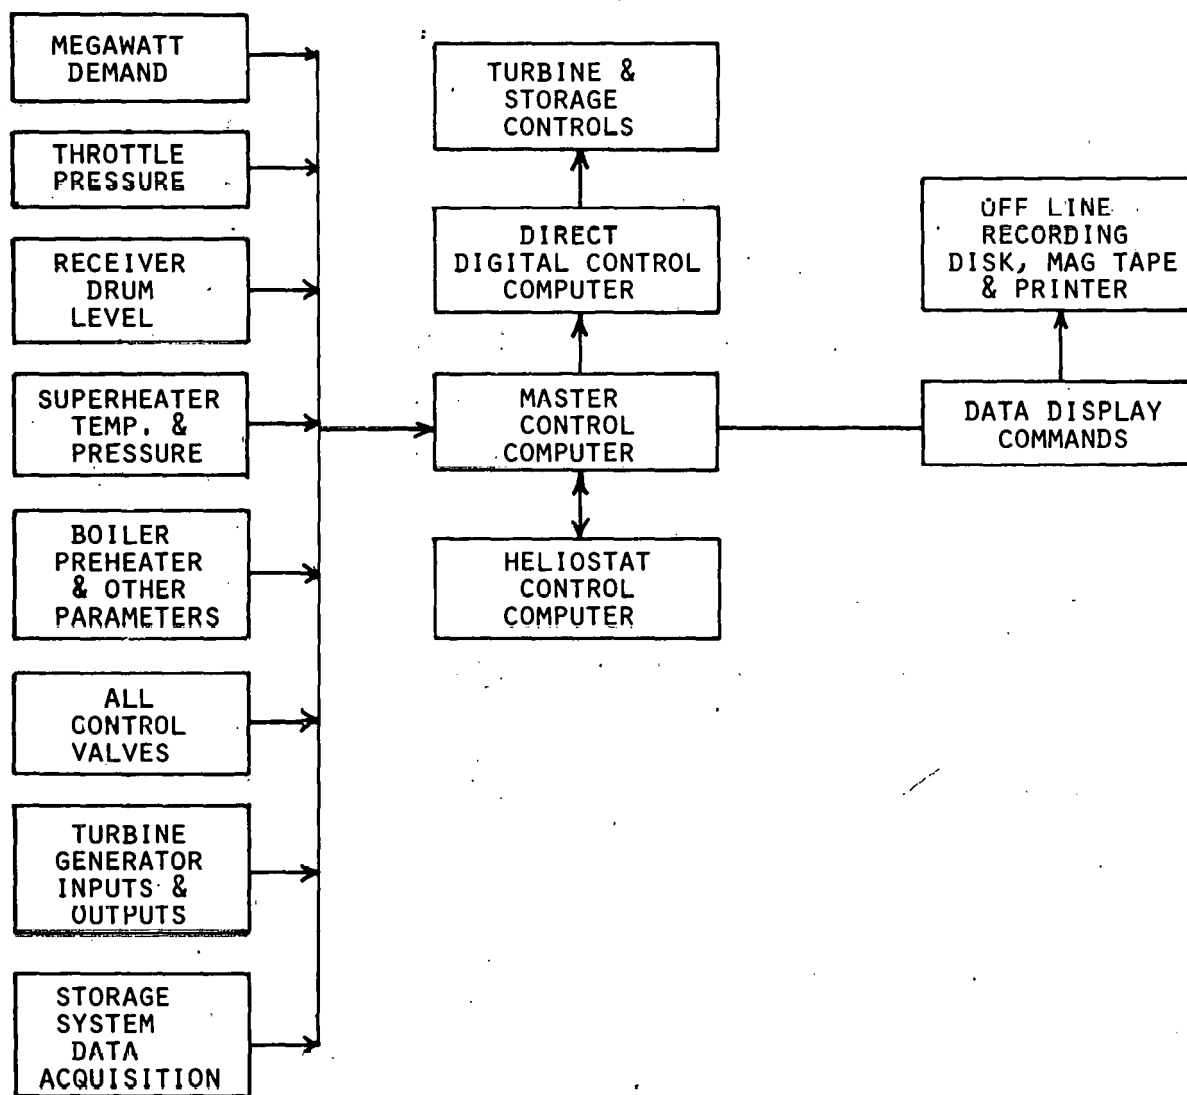 MEGAWATT
DEMAND
THROTTLE
PRESSURE
RECEIVER
DRUM
LEVEL
SUPERHEATER
TEMP. &
PRESSURE
BOILER
PREHEATER
& OTHER
PARAMETERS
ALL
CONTROL
VALVES
TURBINE
GENERATOR
INPUTS &
OUTPUTS
STORAGE
SYSTEM
DATA
ACQUISITION
TURBINE &
STORAGE
CONTROLS
DIRECT
DIGITAL CONTROL
COMPUTER
MASTER
CONTROL
COMPUTER
HELIOSTAT
CONTROL
COMPUTER
OFF LINE
RECORDING
DISK, MAG TAPE
& PRINTER
DATA DISPLAY
COMMANDS